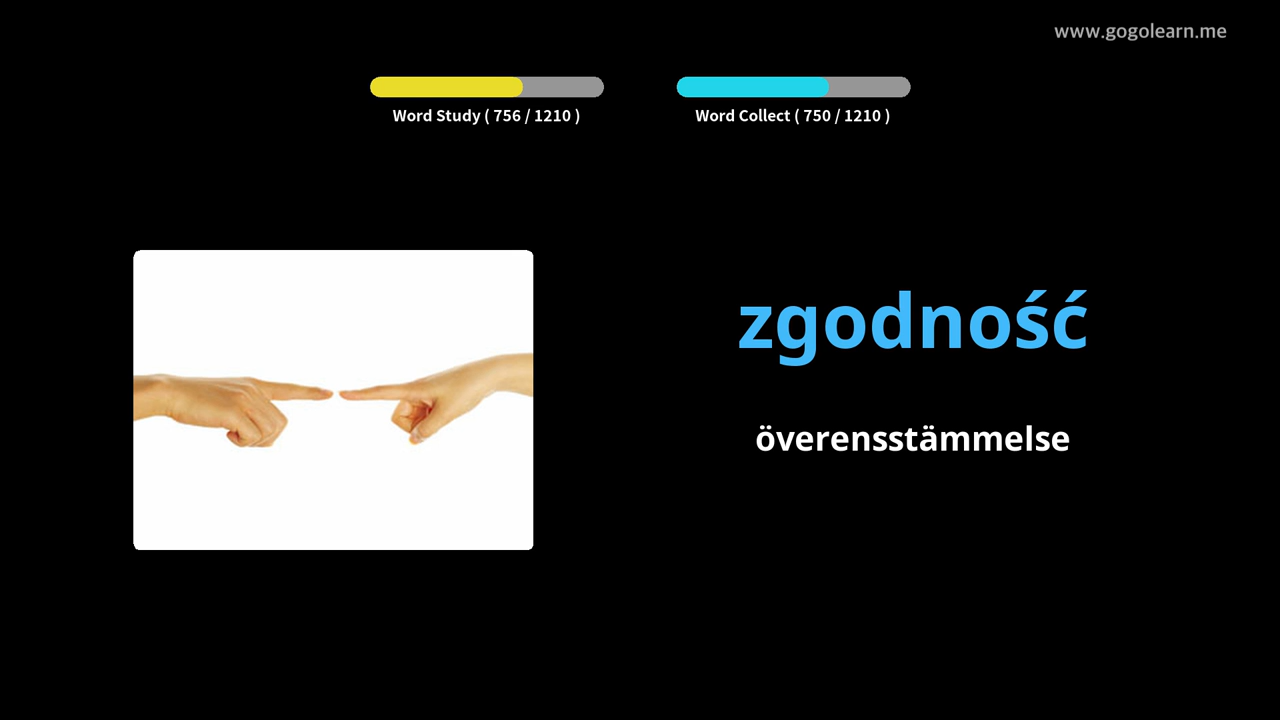 www.gogolearn.me
Word Study ( 756 / 1210 )
Word Collect ( 750 / 1210 )
zgodność
överensstämmelse